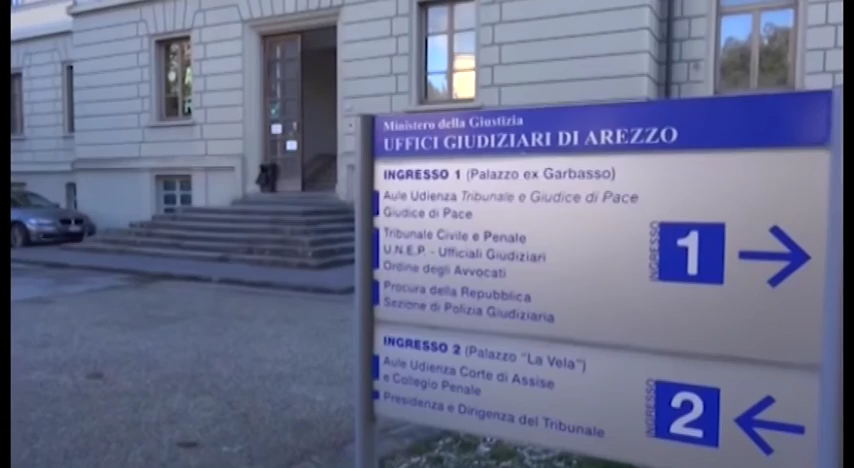 Ministero della Giustizia
UFFICI GIUDIZIARI DI AREZZO
INGRESSO 1 (Palazzo ex Garbasso)
Aule Udienza Tribunale e Giudice di Pace
Giudice di Pace
Tribunale Civile e Penale
U.N.E.P. - Ufficiali Giudiziari
Ordine degli Avvocati
Procura della Repubblica
Sezione di Polizia Giudiziaria
INGRESSO
1
INGRESSO 2 (Palazzo "La Vela")
Aule Udienza Corte di Assise
e Collegio Penale
Presidenza e Dirigenza del Tribunale
INGRESSO
2